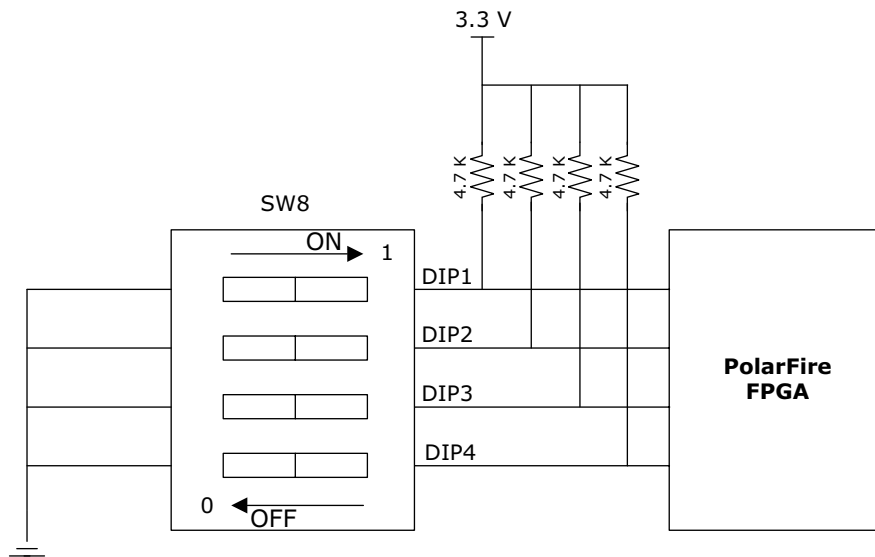 3.3 V
4.7 K
4.7 K
4.7 K
4.7 K
SW8
ON
1
DIP1
DIP2
DIP3
DIP4
PolarFire
FPGA
0
OFF